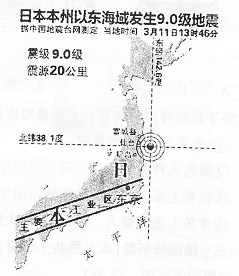 日本本州以东海域发生9.0级地震
据中国地震台网测定 当地时间 3月11日13时46分
震级 9.0级
震源20公里
东经142.6度
北纬38.1度
宫城县
仙台
日
本
主要工业区
东京
太平洋